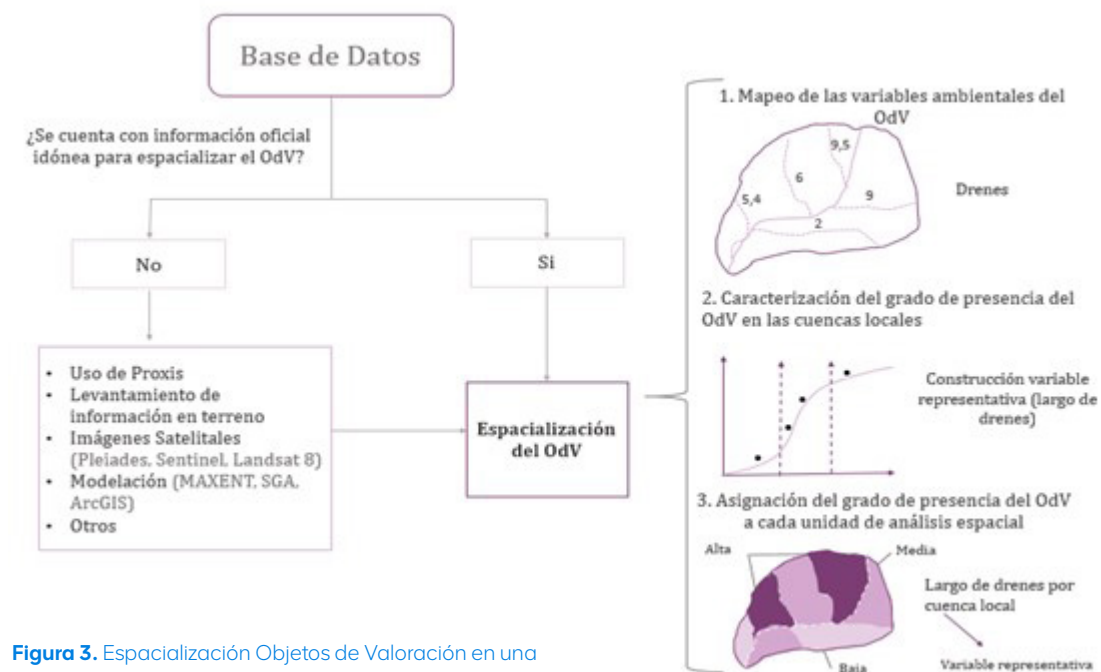 Base de Datos
¿Se cuenta con información oficial
idónea para espacializar el OdV?
No
Si
• Uso de Proxis
• Levantamiento de
información en terreno
• Imágenes Satelitales
(Pleiades, Sentinel, Landsat 8)
• Modelación (MAXENT, SGA,
ArcGIS)
• Otros
Espacialización
del OdV
1. Mapeo de las variables ambientales del
OdV
9,5
6
9
5,4
2
Drenes
2. Caracterización del grado de presencia del
OdV en las cuencas locales
Construcción variable
representativa (largo de
drenes)
3. Asignación del grado de presencia del OdV
a cada unidad de análisis espacial
Alta
Media
Baja
Largo de drenes por
cuenca local
Variable representativa
Figura 3. Espacialización Objetos de Valoración en una